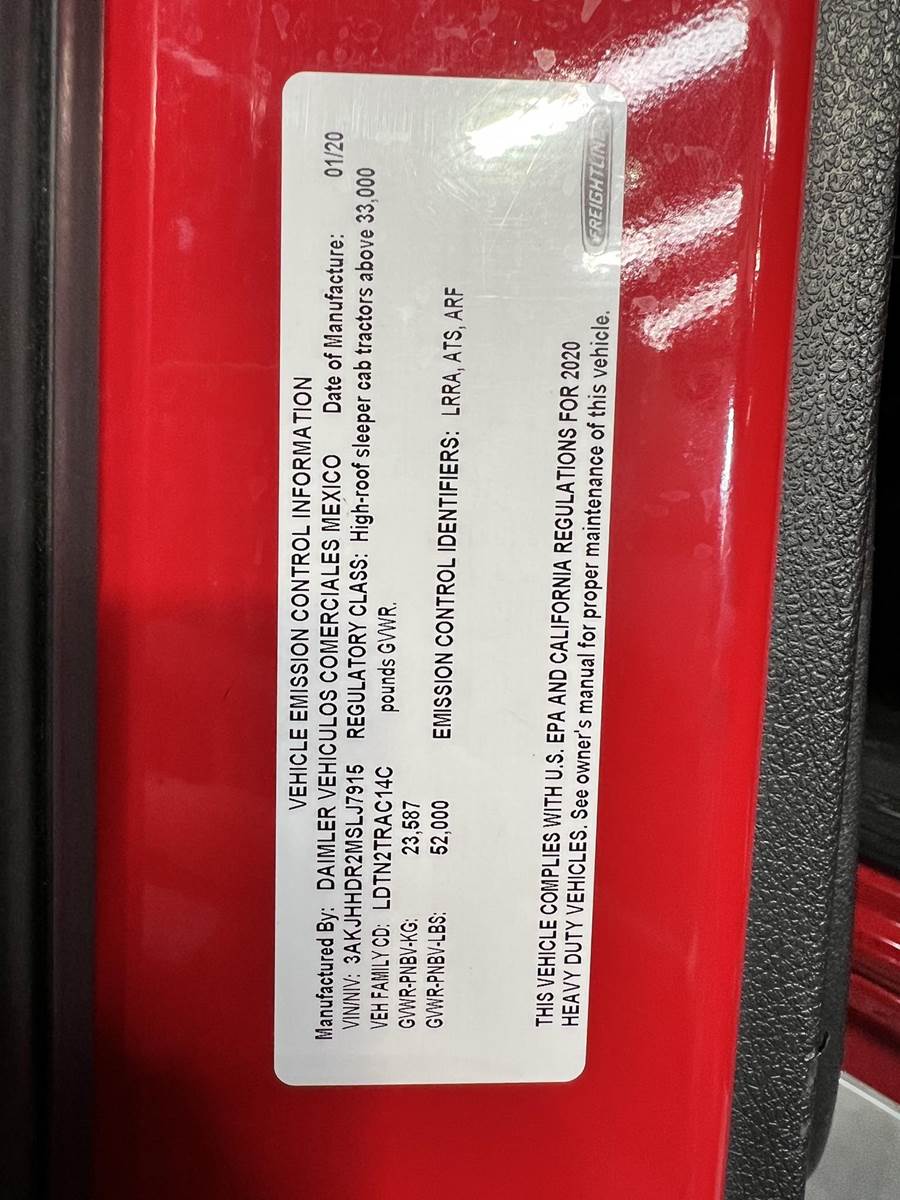 VEHICLE EMISSION CONTROL INFORMATION
Manufactured By: DAIMLER VEHICULOS COMERCIALES MEXICO Date of Manufacture: 01/20
VIN/NIV: 3AKJHHDR2MSLJ7915 REGULATORY CLASS: High-roof sleeper cab tractors above 33,000
VEH FAMILY CD: LDTN2TRAC14C pounds GVWR.
GVWR-PNBV-KG: 23,587
GVWR-PNBV-LBS: 52,000 EMISSION CONTROL IDENTIFIERS: LRRA, ATS, ARF
THIS VEHICLE COMPLIES WITH U.S. EPA AND CALIFORNIA REGULATIONS FOR 2020
HEAVY DUTY VEHICLES. See owner's manual for proper maintenance of this vehicle.